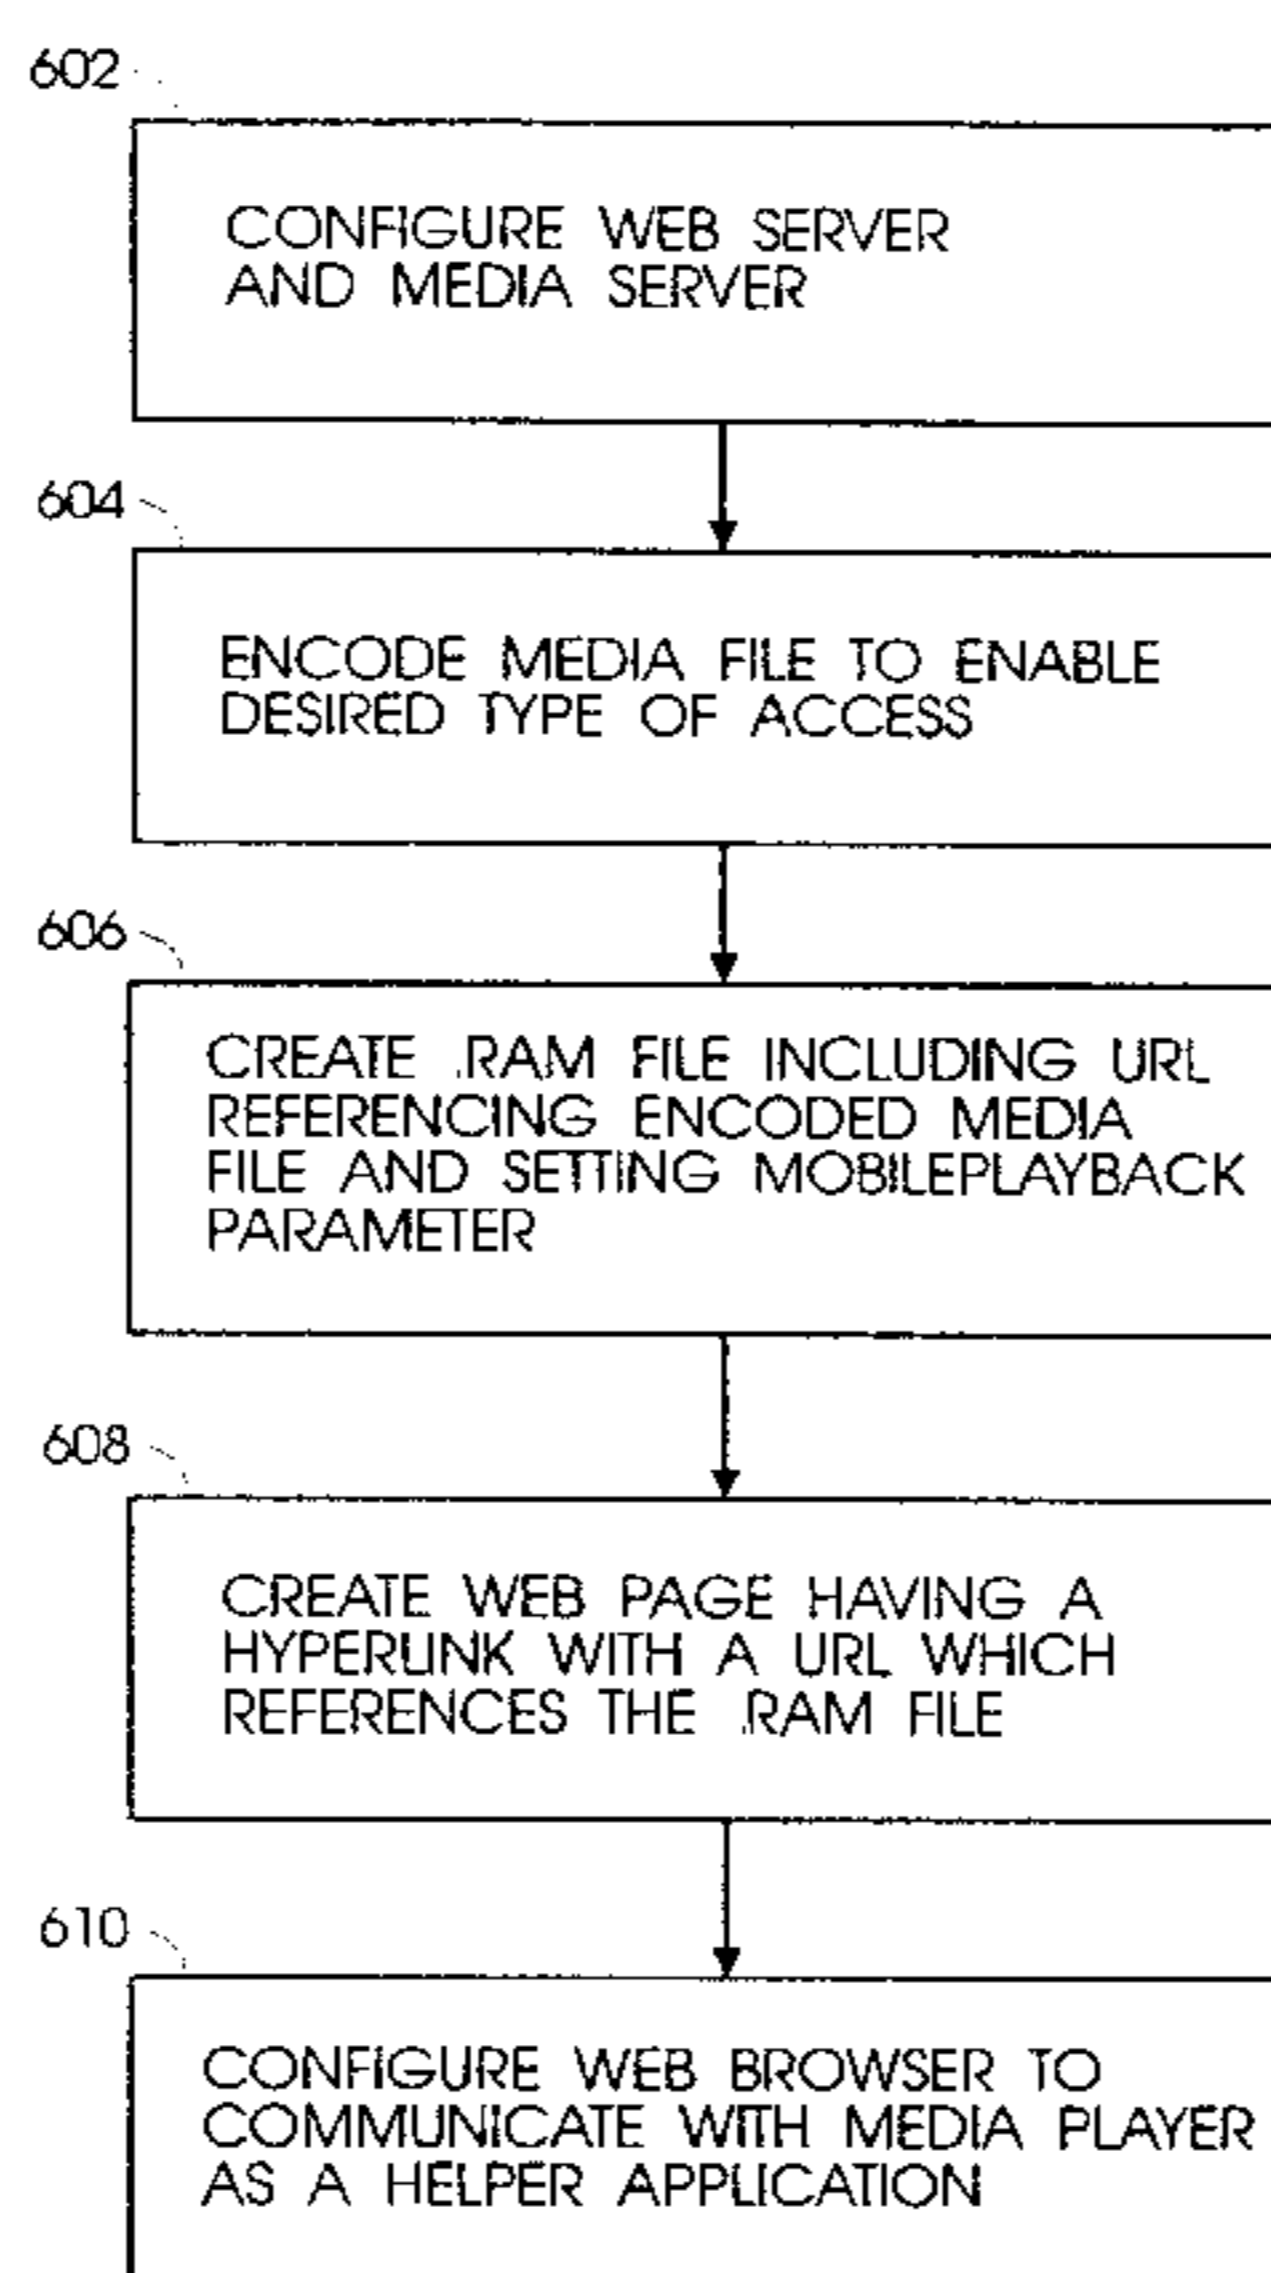 602
CONFIGURE WEB SERVER
AND MEDIA SERVER
604
ENCODE MEDIA FILE TO ENABLE
DESIRED TYPE OF ACCESS
606
CREATE .RAM FILE INCLUDING URL
REFERENCING ENCODED MEDIA
FILE AND SETTING MOBILEPLAYBACK
PARAMETER
608
CREATE WEB PAGE HAVING A
HYPERLINK WITH A URL WHICH
REFERENCES THE .RAM FILE
610
CONFIGURE WEB BROWSER TO
COMMUNICATE WITH MEDIA PLAYER
AS A HELPER APPLICATION